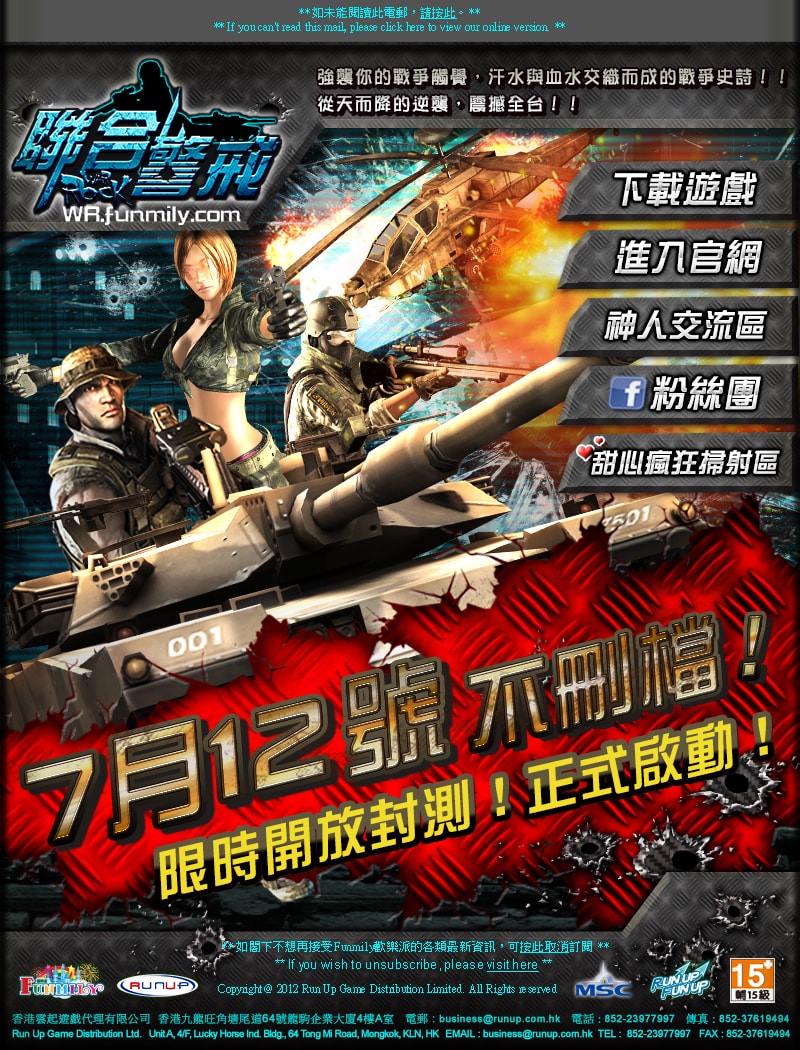 **如未能閱讀此電郵，請按此。**
** If you can't read this mail, please click here to view our online version. **
強襲你的戰爭觸覺，汗水與血水交織而成的戰爭史詩！！
從天而降的逆襲，震撼全台！！
聯合警戒
WR.funmily.com
下載遊戲
進入官網
神人交流區
f 粉絲團
甜心瘋狂掃射區
001
7月12號 不刪檔！
限時開放封測！正式啟動！
**如閣下不想再接受Funmily歡樂派的各類最新資訊，可按此取消訂閱 **
** If you wish to unsubscribe, please visit here **
FUNMILY RUNUP Copyright@ 2012 Run Up Game Distribution Limited. All Rights reserved MSC RUN UP FUN UP 15+ 輔15級
香港雲起遊戲代理有限公司 香港九龍旺角塘尾道64號龍駒企業大廈4樓A室 電郵：business@runup.com.hk 電話：852-23977997 傳真：852-37619494
Run Up Game Distribution Ltd. Unit A, 4/F, Lucky Horse Ind. Bldg., 64 Tong Mi Road, Mongkok, KLN, HK EMAIL : business@runup.com.hk TEL : 852-23977997 FAX : 852-37619494